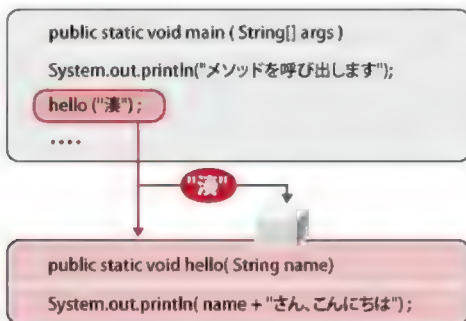 public static void main ( String[] args )
System.out.println("メソッドを呼び出します");
hello ("湊") ;
....
"湊"
public static void hello( String name)
System.out.println( name + "さん、こんにちは") ;